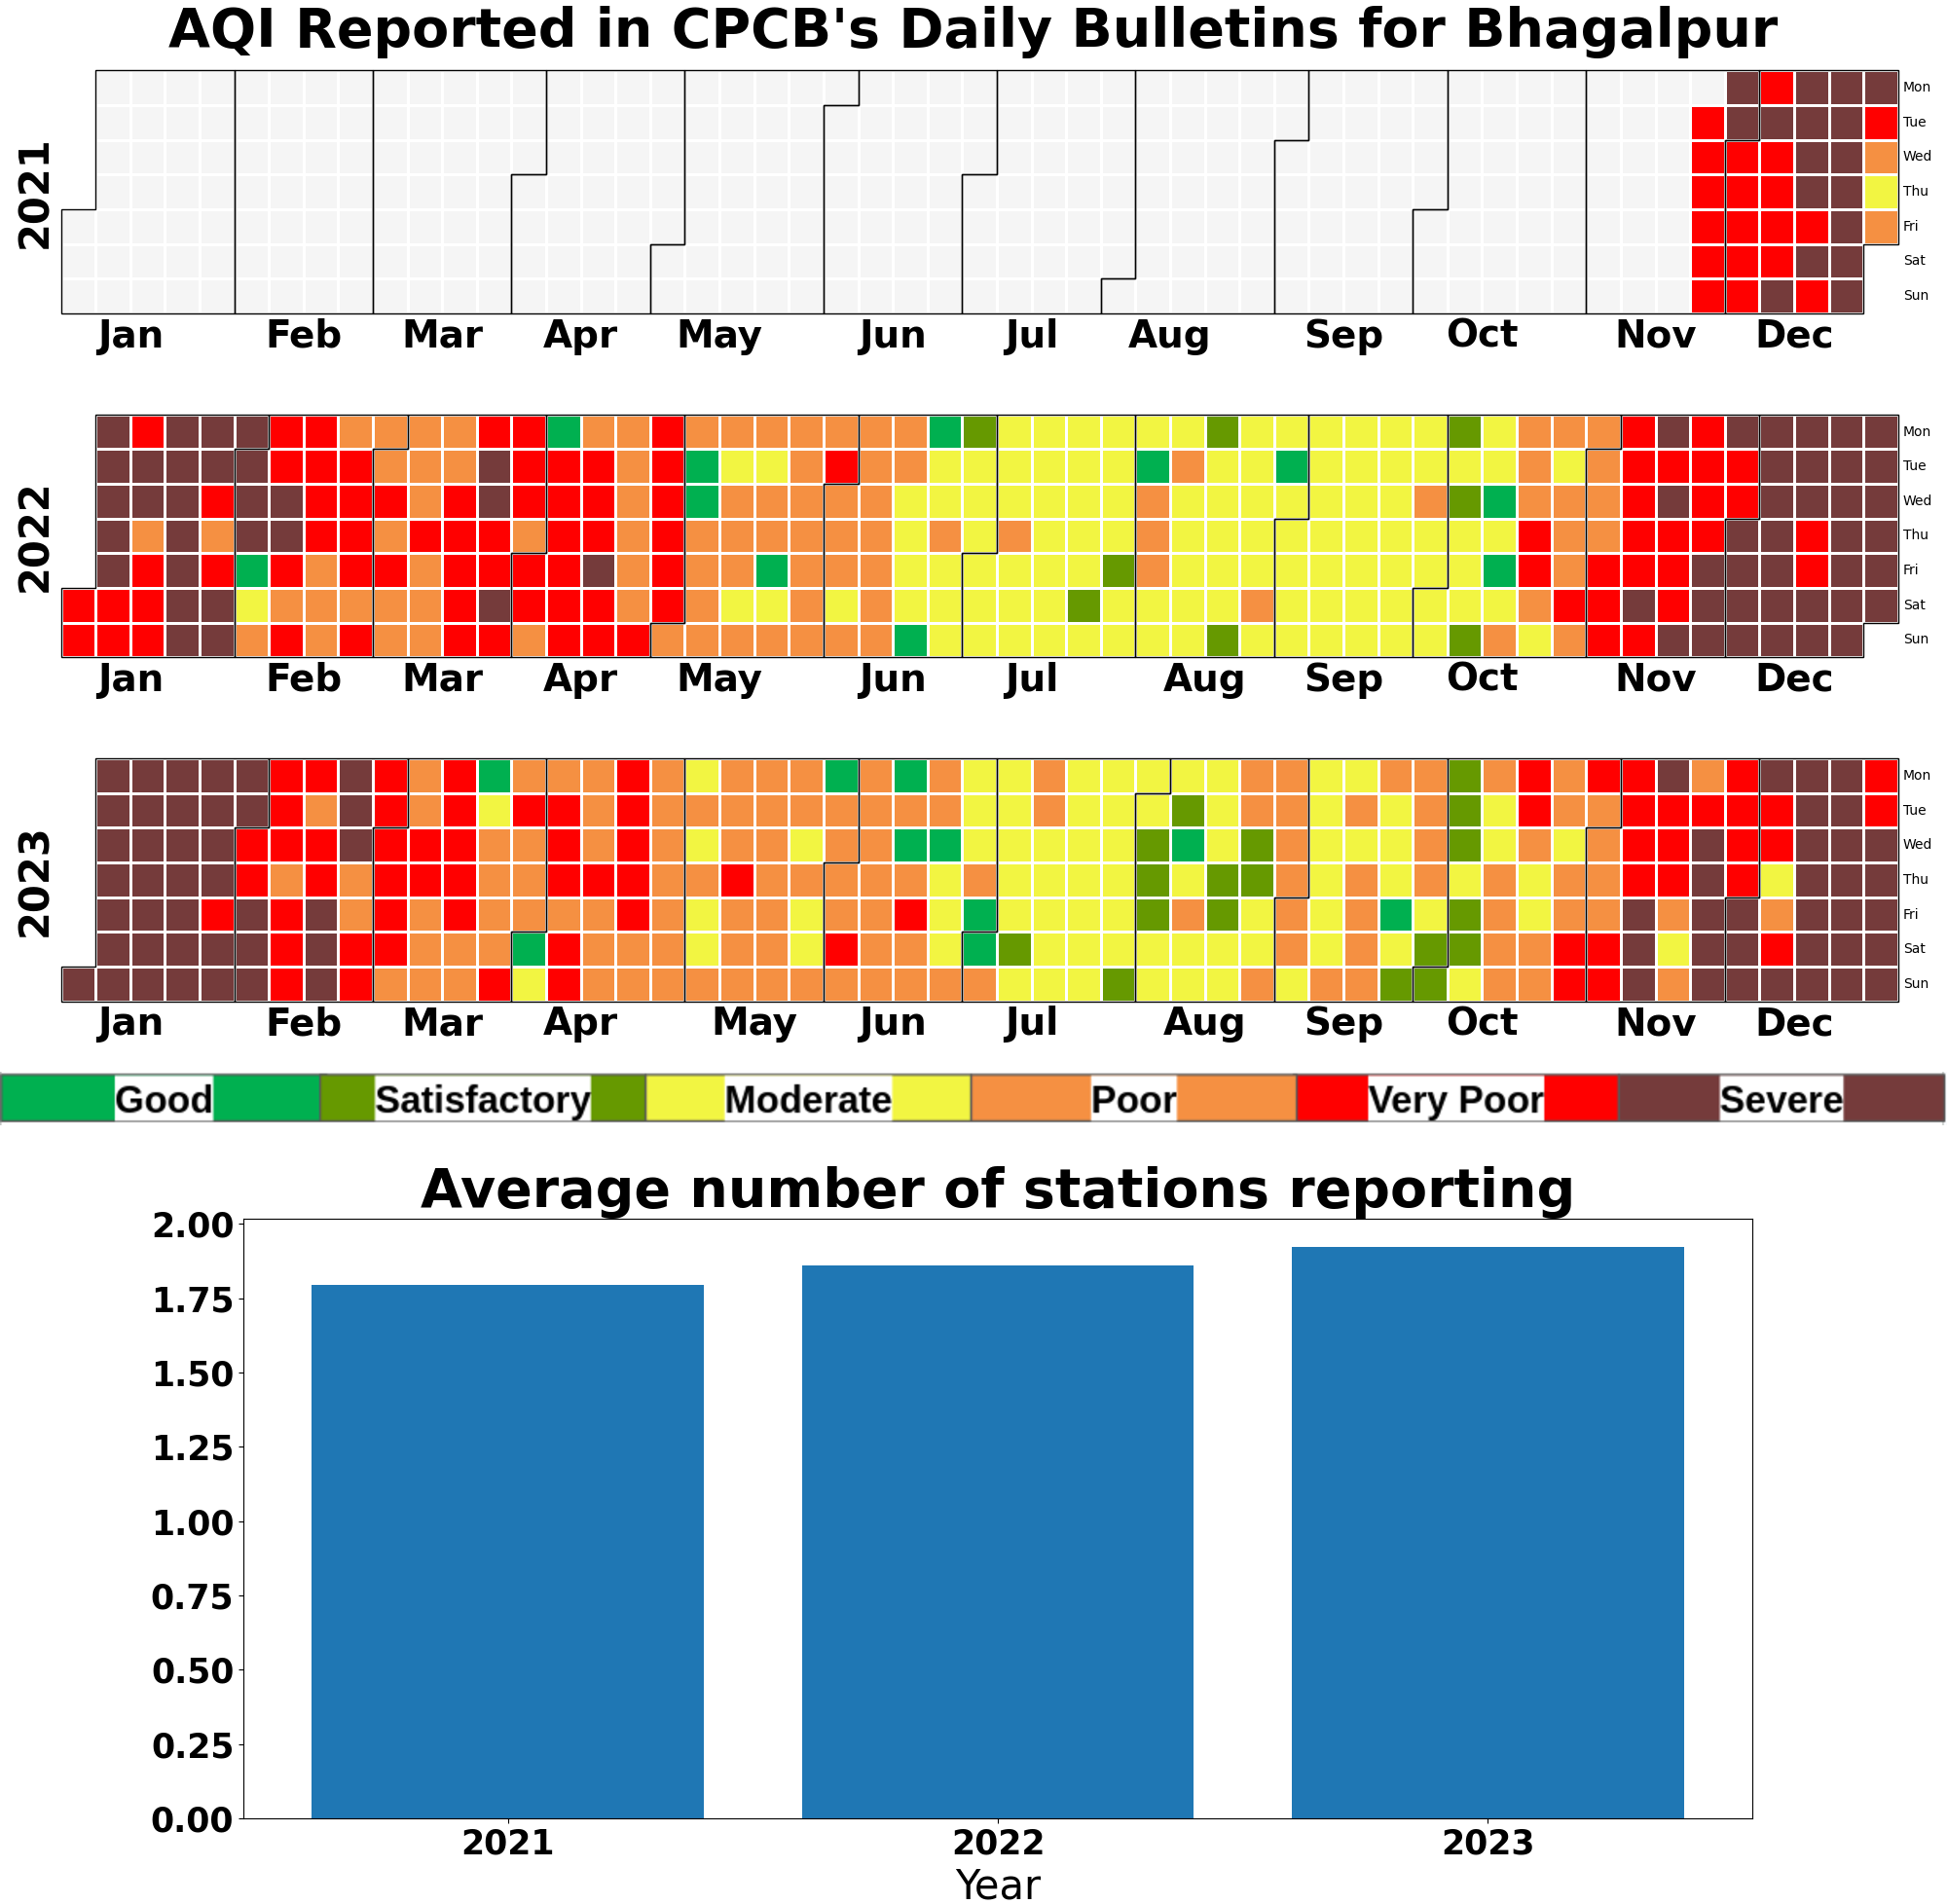 AQI Reported in CPCB's Daily Bulletins for Bhagalpur
2021
Mon
Tue
Wed
Thu
Fri
Sat
Sun
Jan Feb Mar Apr May Jun Jul Aug Sep Oct Nov Dec
2022
Mon
Tue
Wed
Thu
Fri
Sat
Sun
Jan Feb Mar Apr May Jun Jul Aug Sep Oct Nov Dec
2023
Mon
Tue
Wed
Thu
Fri
Sat
Sun
Jan Feb Mar Apr May Jun Jul Aug Sep Oct Nov Dec
Good Satisfactory Moderate Poor Very Poor Severe
Average number of stations reporting
2.00
1.75
1.50
1.25
1.00
0.75
0.50
0.25
0.00
2021 2022 2023
Year